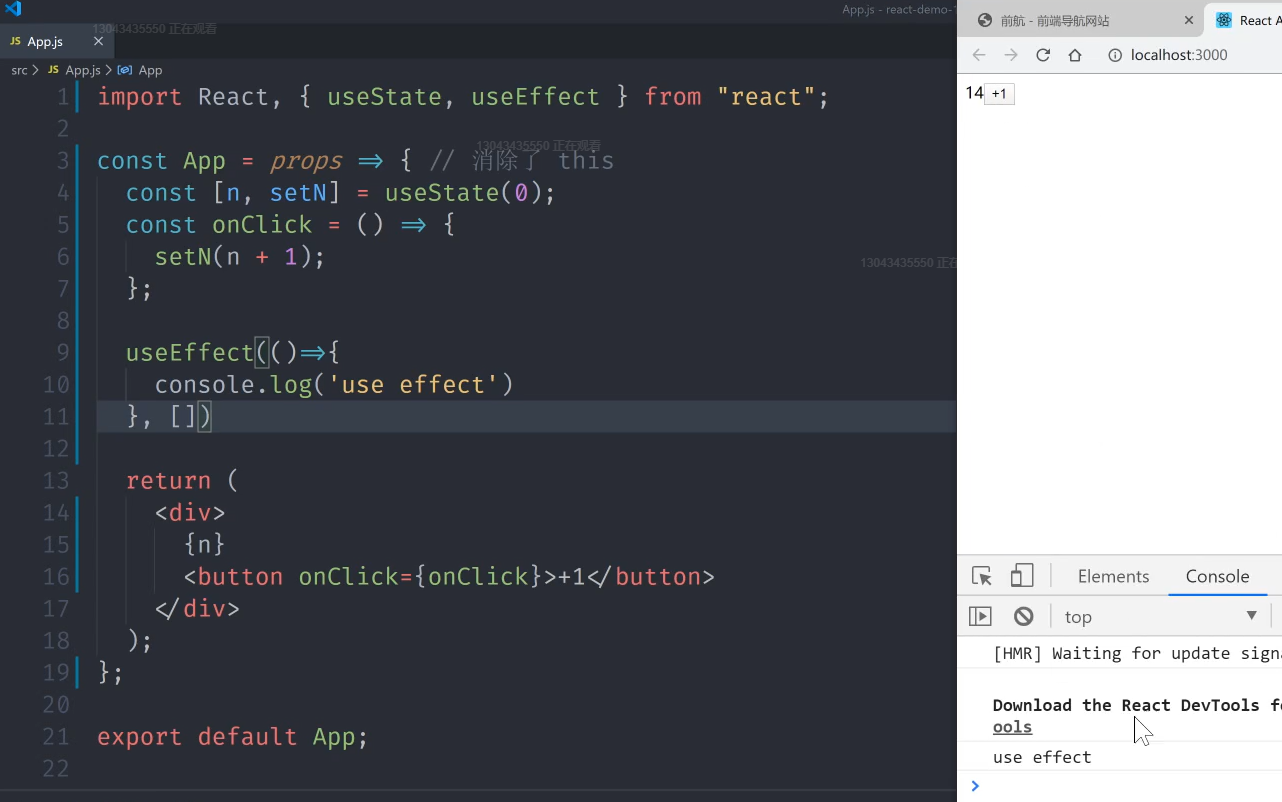 App.js - react-demo-
13043435550 正在观看
JS App.js ×
src > JS App.js > App
1 import React, { useState, useEffect } from "react";
2
13043435550 正在观看
3 const App = props => { // 消除了 this
4 const [n, setN] = useState(0);
5 const onClick = () => {
6 setN(n + 1);
13043435550 正在
7 };
8
9 useEffect(()=>{
10 console.log('use effect')
11 }, [])
12
13 return (
14 <div>
15 {n}
16 <button onClick={onClick}>+1</button>
17 </div>
18 );
19 };
20
21 export default App;
22
前航 - 前端导航网站 ×
React A
localhost:3000
14 +1
Elements Console
top
[HMR] Waiting for update sign
Download the React DevTools f
ools
use effect
>